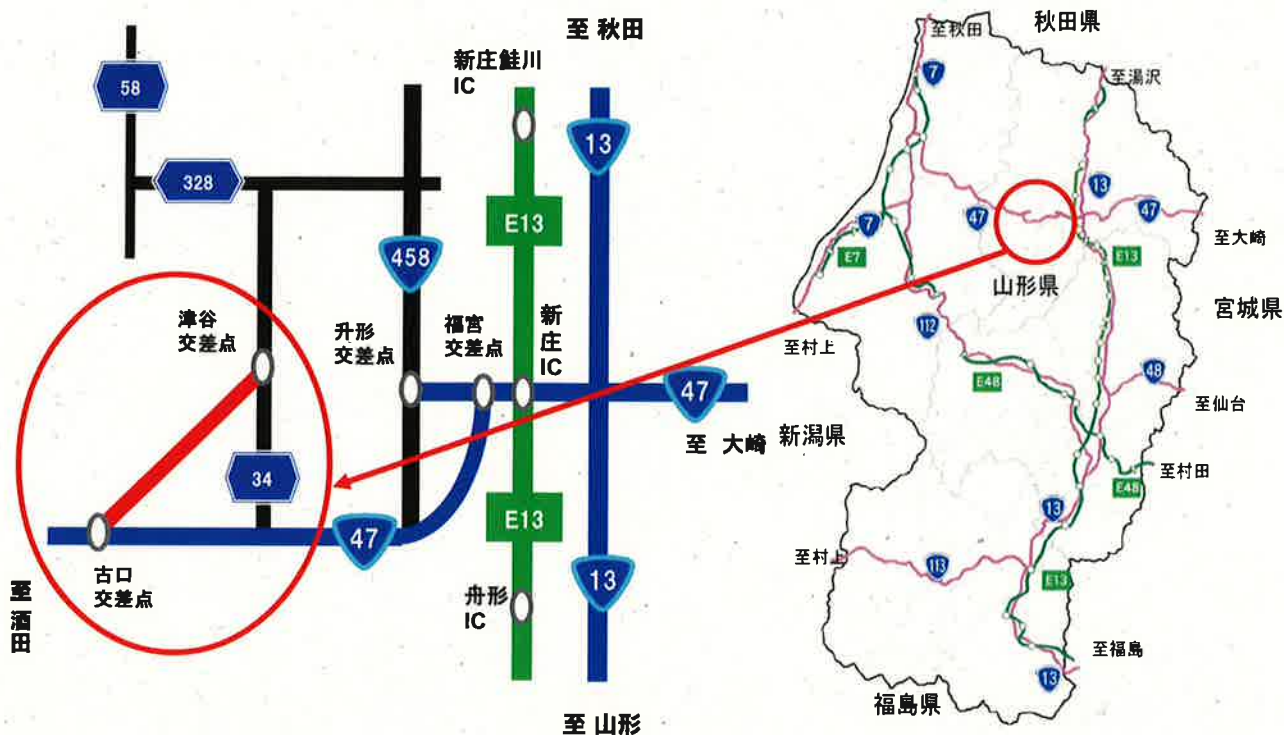 至 秋田
新庄鮭川
IC
58
13
328
E13
458
津谷
交差点
升形
交差点
福宮
交差点
新庄IC
47
至 大崎
34
E13
47
古口
交差点
至 酒田
舟形
IC
13
至 山形
秋田県
至秋田
7
至湯沢
13
47
47
7
至大崎
E7
E13
山形県
宮城県
112
至村上
48
E48
至仙台
新潟県
至村田
E48
13
至村上
113
E13
至福島
13
福島県